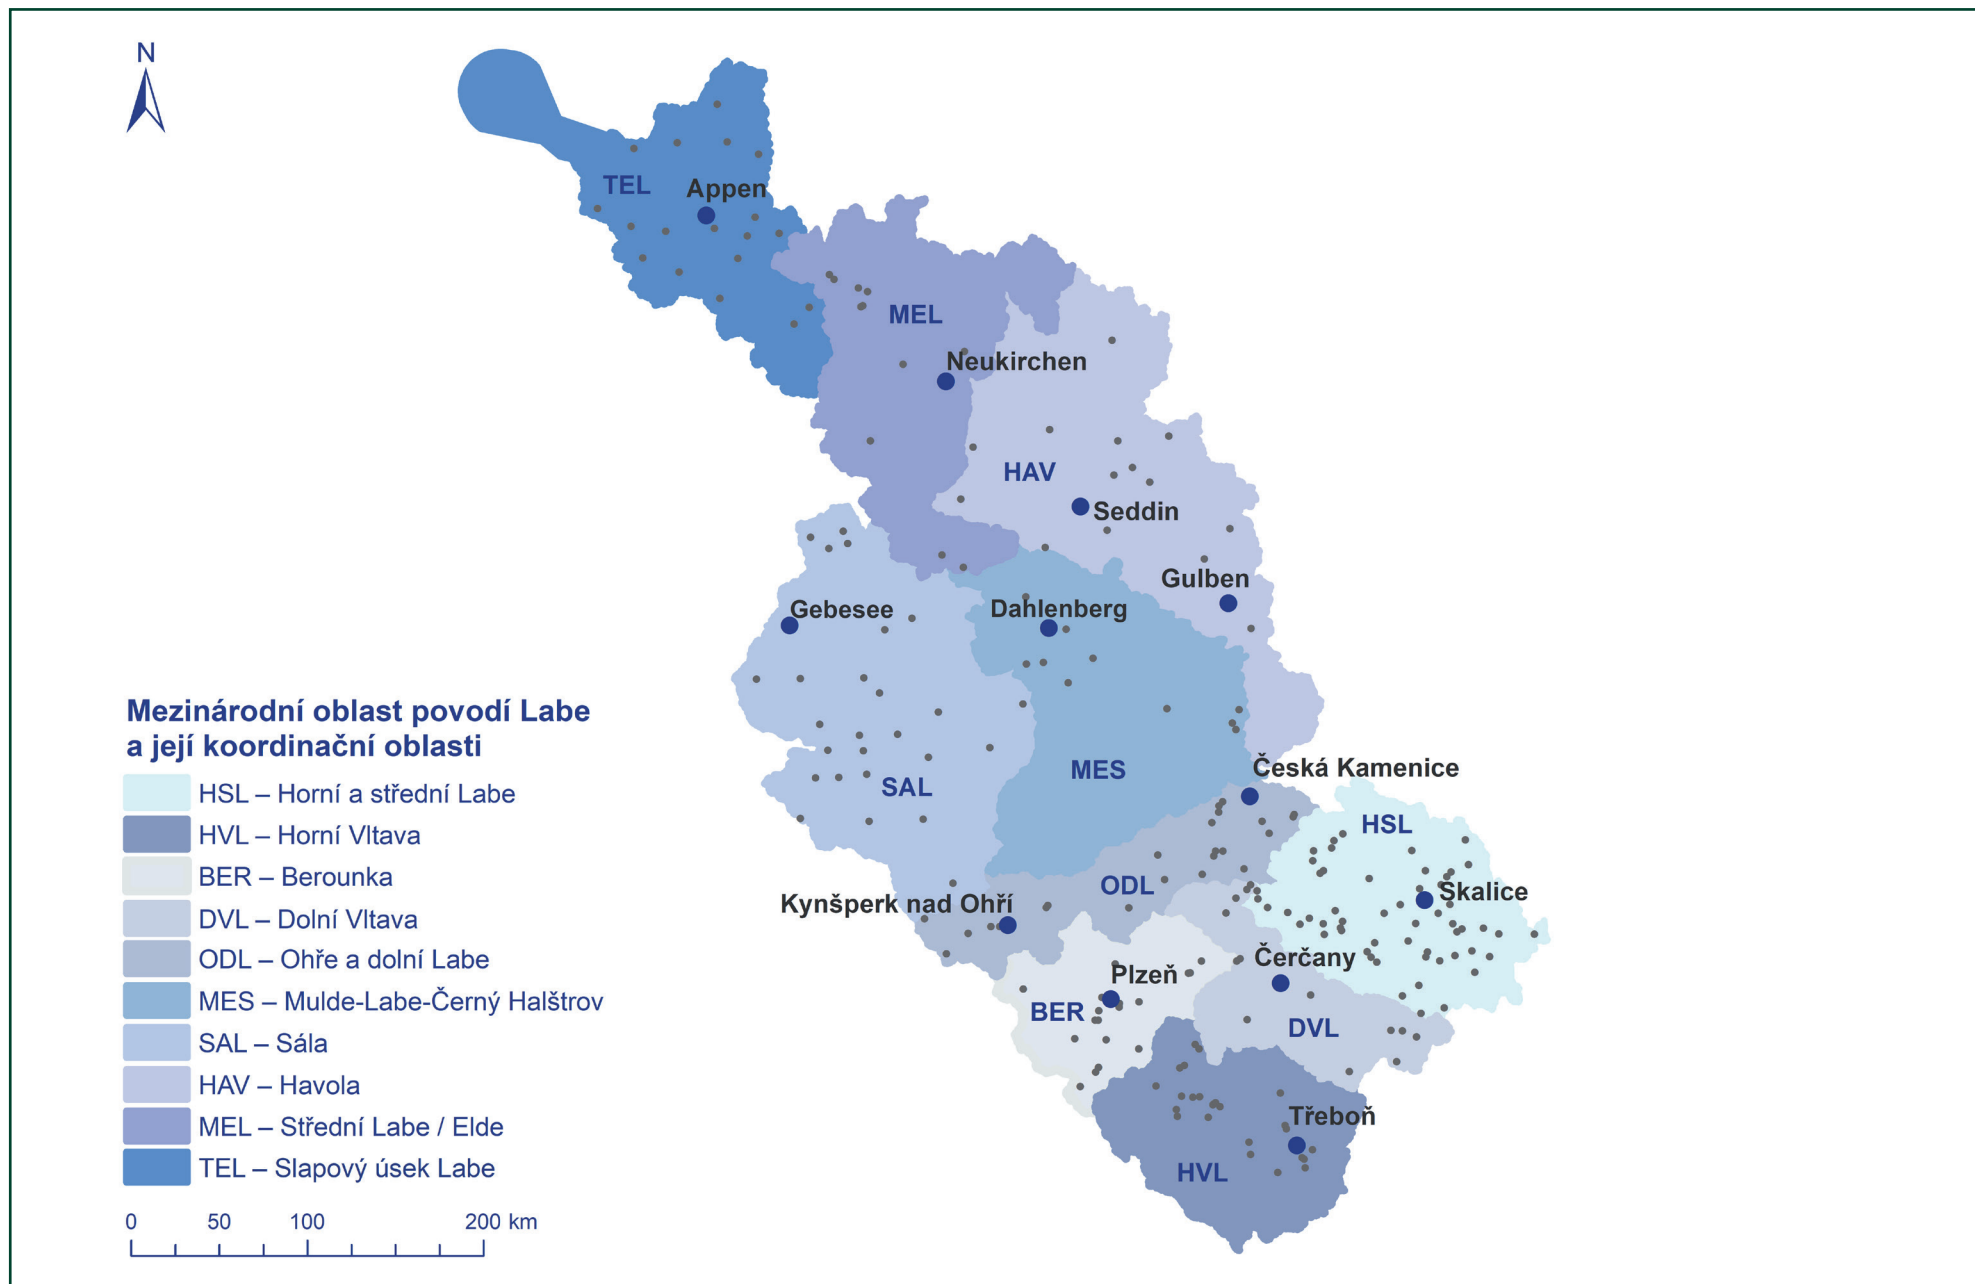 N
TEL
Appen
MEL
Neukirchen
HAV
Seddin
Gulben
Gebesee
Dahlenberg
MES
SAL
Česká Kamenice
HSL
ODL
Skalice
Kynšperk nad Ohří
Čerčany
Plzeň
BER
DVL
Třeboň
HVL
Mezinárodní oblast povodí Labe
a její koordinační oblasti
HSL – Horní a střední Labe
HVL – Horní Vltava
BER – Berounka
DVL – Dolní Vltava
ODL – Ohře a dolní Labe
MES – Mulde-Labe-Černý Halštrov
SAL – Sála
HAV – Havola
MEL – Střední Labe / Elde
TEL – Slapový úsek Labe
0 50 100 200 km